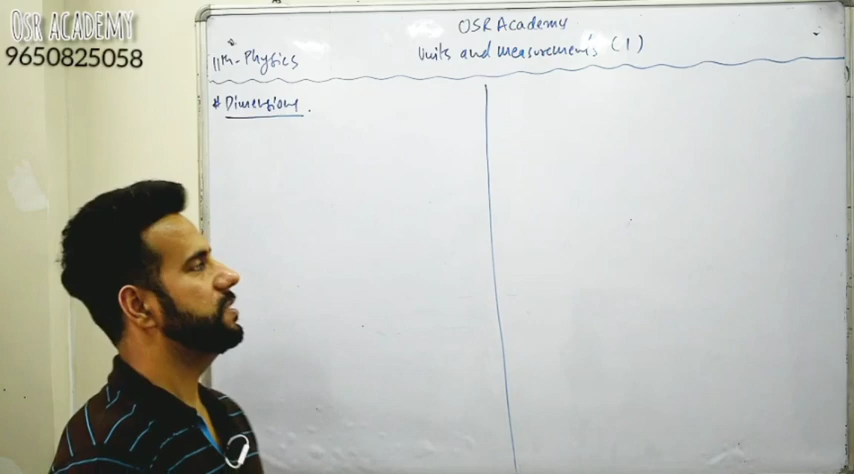 OSR ACADEMY
9650825058
OSR Academy
11th - Physics
Units and measurements (1)
# Dimensions.